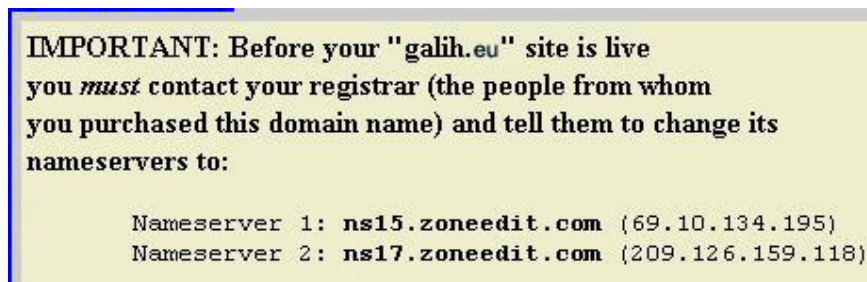 IMPORTANT: Before your "galih.eu" site is live
you must contact your registrar (the people from whom
you purchased this domain name) and tell them to change its
nameservers to:
Nameserver 1: ns15.zoneedit.com (69.10.134.195)
Nameserver 2: ns17.zoneedit.com (209.126.159.118)